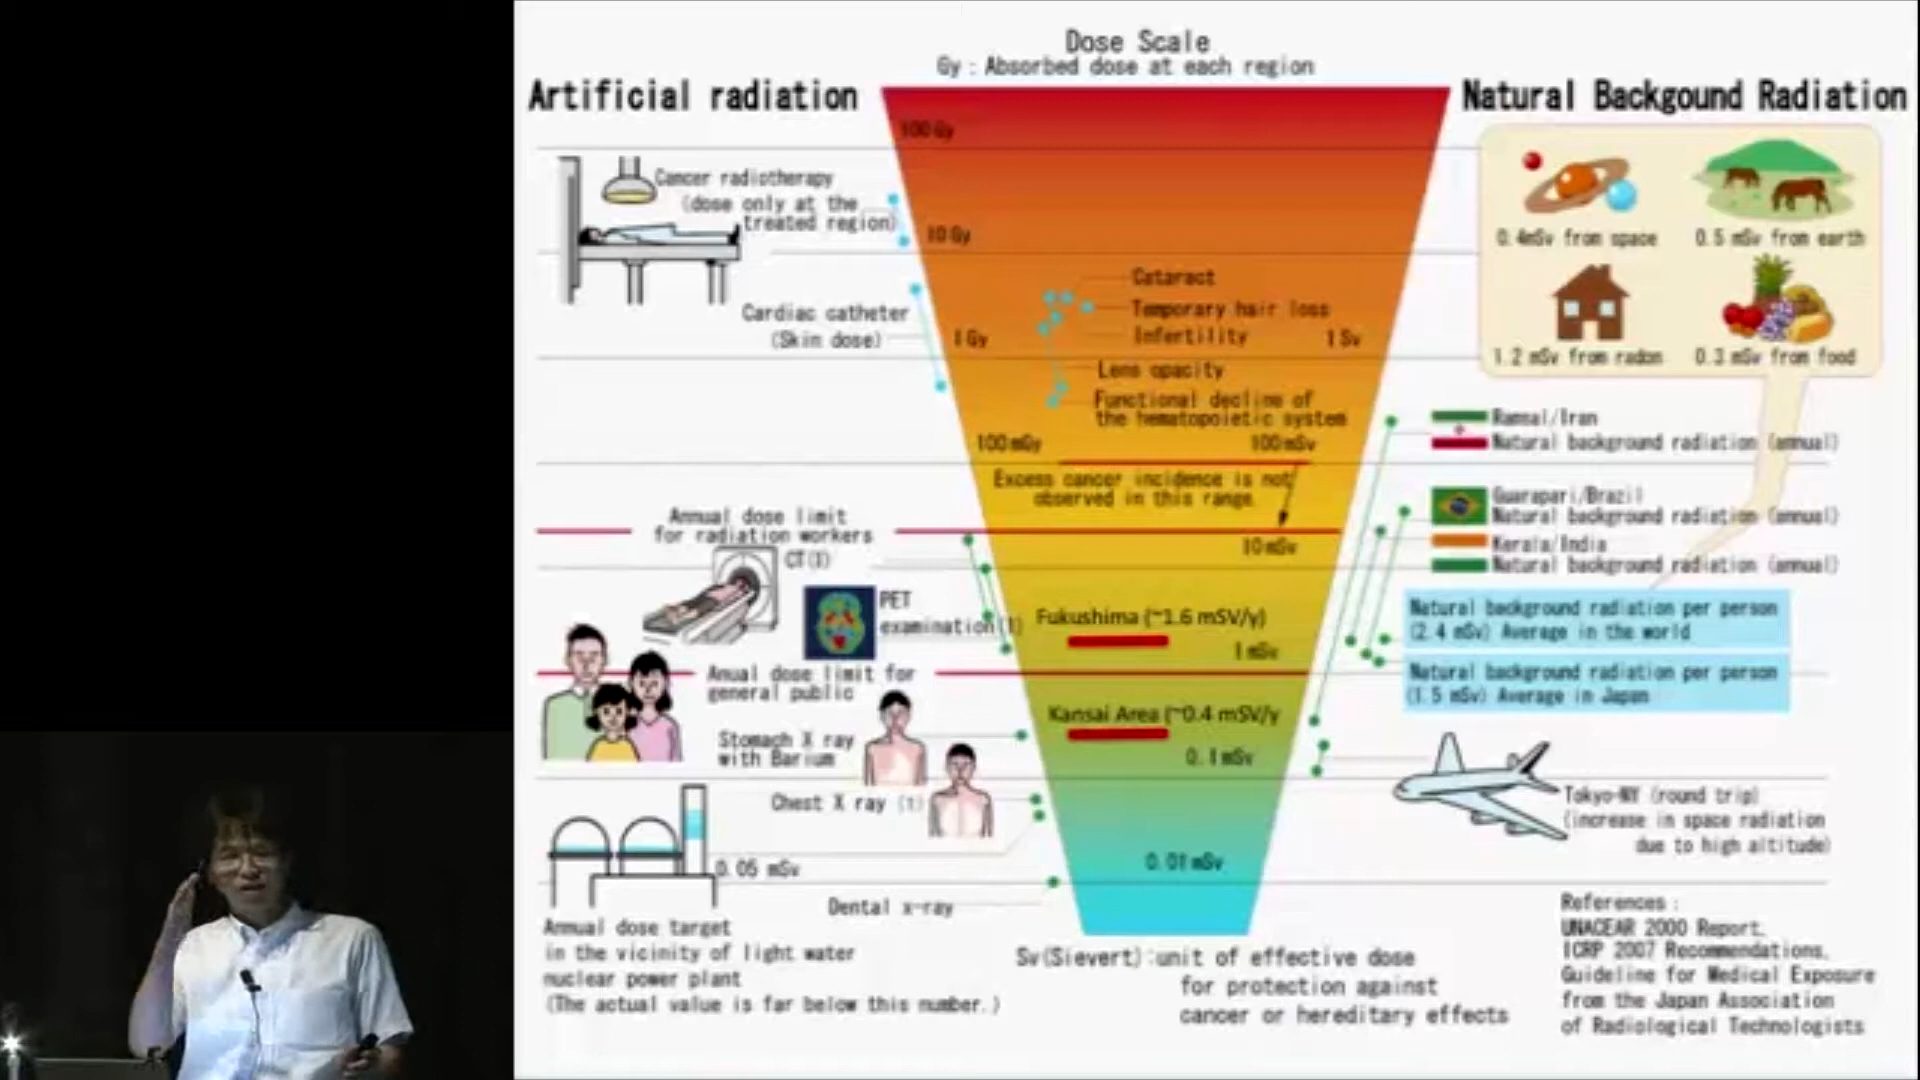 Dose Scale
Gy : Absorbed dose at each region
Artificial radiation
Natural Backgound Radiation
100 Gy
Cancer radiotherapy
(dose only at the
treated region)
10 Gy
0.4mSv from space
0.5 mSv from earth
Cataract
Temporary hair loss
Infertility
Cardiac catheter
(Skin dose)
1 Gy
1 Sv
1.2 mSv from radon
0.3 mSv from food
Lens opacity
Functional decline of
the hematopoietic system
100 mGy
100 mSv
Ramsal/Iran
Natural background radiation (annual)
Excess cancer incidence is not
observed in this range.
Guarapari/Brazil
Natural background radiation (annual)
Kerala/India
Natural background radiation (annual)
Annual dose limit
for radiation workers
10 mSv
CT(1)
PET
examination(1)
Fukushima (~1.6 mSV/y)
1 mSv
Natural background radiation per person
(2.4 mSv) Average in the world
Natural background radiation per person
(1.5 mSv) Average in Japan
Anual dose limit for
general public
Kansai Area (~0.4 mSV/y
Stomach X ray
with Barium
0.1mSv
Chest X ray (1)
Tokyo-NY (round trip)
(increase in space radiation
due to high altitude)
0.05 mSv
0.01 mSv
Dental x-ray
Annual dose target
in the vicinity of light water
nuclear power plant
(The actual value is far below this number.)
Sv(Sievert):unit of effective dose
for protection against
cancer or hereditary effects
References :
UNACEAR 2000 Report,
ICRP 2007 Recommendations,
Guideline for Medical Exposure
from the Japan Association
of Radiological Technologists